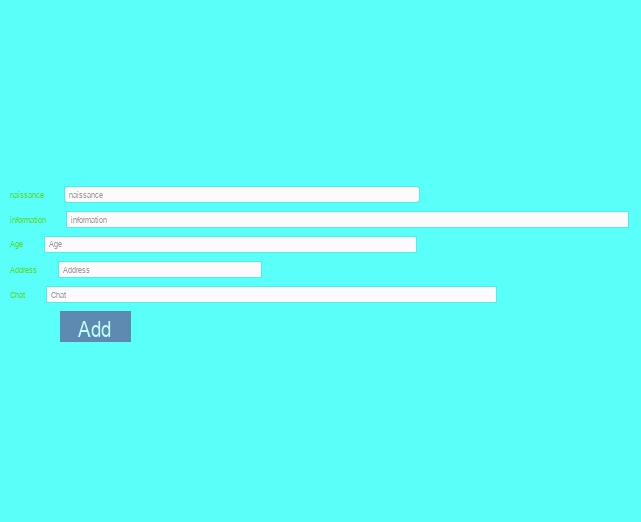 naissance naissance
information information
Age Age
Address Address
Chat Chat
Add